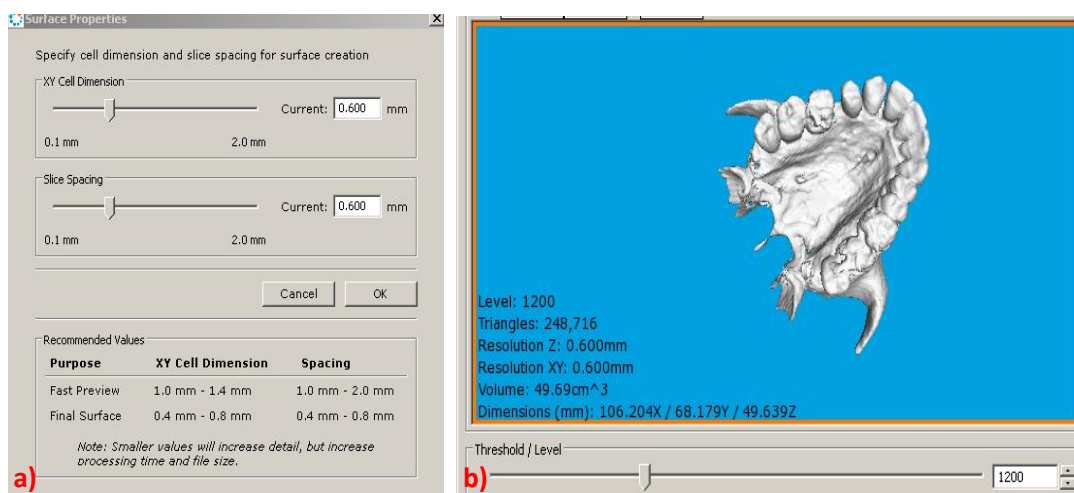 Surface Properties
Specify cell dimension and slice spacing for surface creation
XY Cell Dimension
Current: 0.600 mm
0.1 mm 2.0 mm
Slice Spacing
Current: 0.600 mm
0.1 mm 2.0 mm
Cancel OK
Recommended Values
Purpose XY Cell Dimension Spacing
Fast Preview 1.0 mm - 1.4 mm 1.0 mm - 2.0 mm
Final Surface 0.4 mm - 0.8 mm 0.4 mm - 0.8 mm
Note: Smaller values will increase detail, but increase
processing time and file size.
a)
Level: 1200
Triangles: 248,716
Resolution Z: 0.600mm
Resolution XY: 0.600mm
Volume: 49.69cm^3
Dimensions (mm): 106.204X / 68.179Y / 49.639Z
Threshold / Level
b)
1200